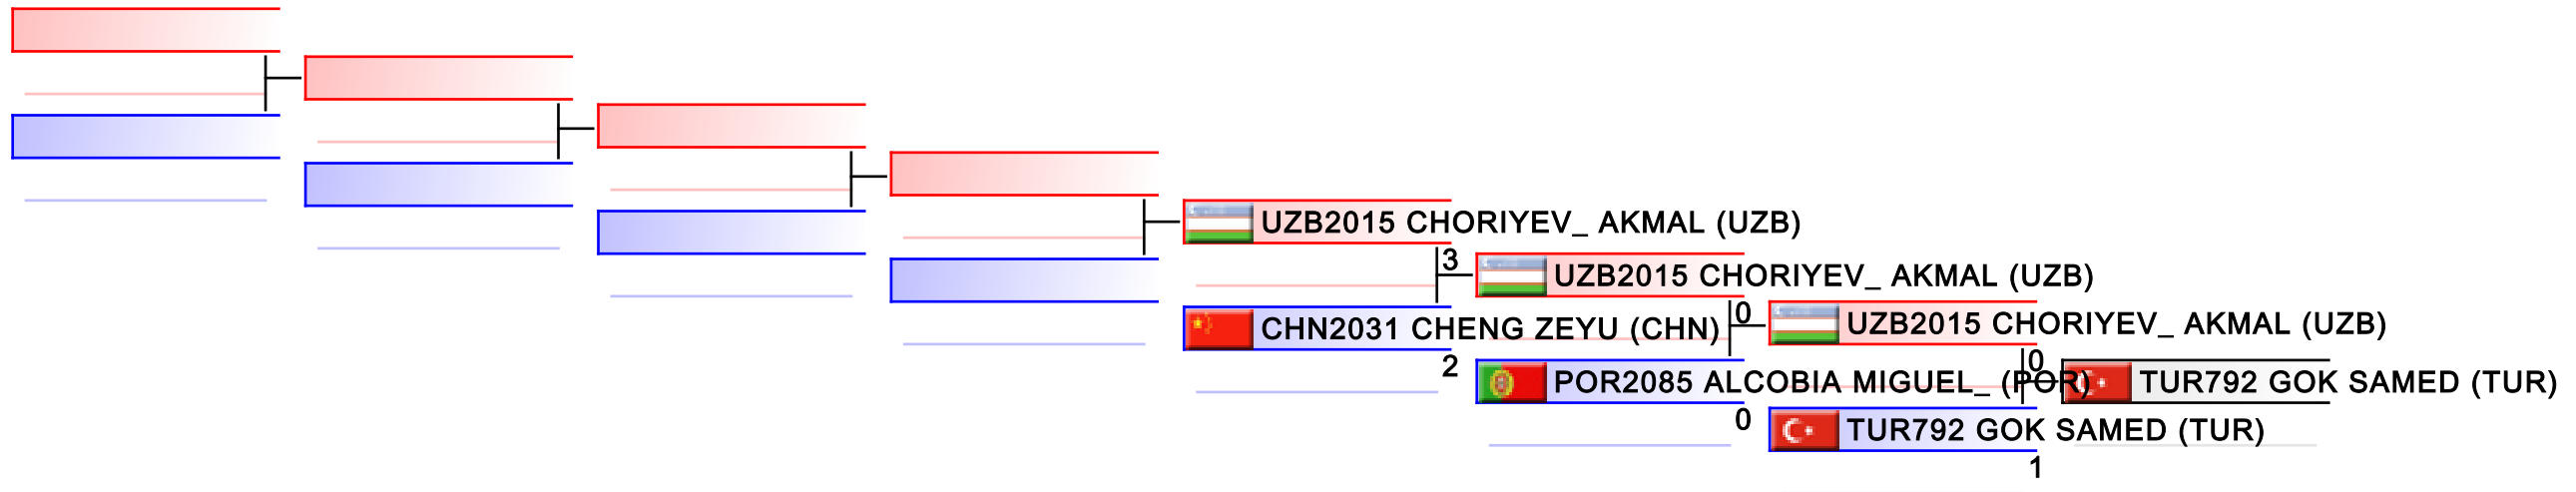 UZB2015 CHORIYEV_ AKMAL (UZB)
3
UZB2015 CHORIYEV_ AKMAL (UZB)
0
CHN2031 CHENG ZEYU (CHN)
UZB2015 CHORIYEV_ AKMAL (UZB)
2
0
POR2085 ALCOBIA MIGUEL_ (POR)
TUR792 GOK SAMED (TUR)
0
TUR792 GOK SAMED (TUR)
1